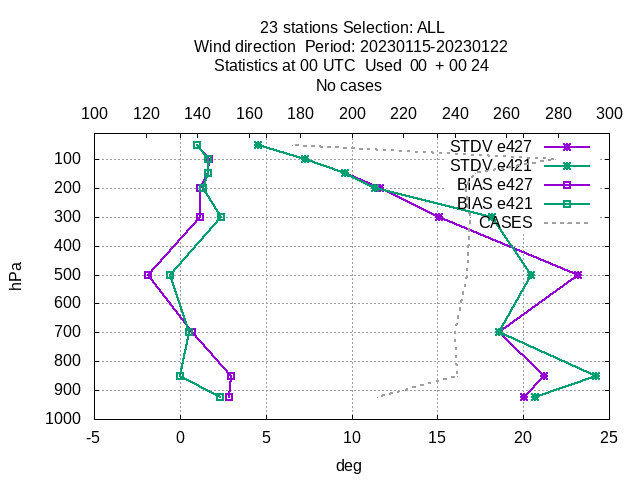 23 stations Selection: ALL
Wind direction  Period: 20230115-20230122
Statistics at 00 UTC  Used  00  + 00 24
No cases
100 120 140 160 180 200 220 240 260 280 300
STDV e427
STDV e421
BIAS e427
BIAS e421
CASES
100
200
300
400
500
600
700
800
900
1000
hPa
-5 0 5 10 15 20 25
deg